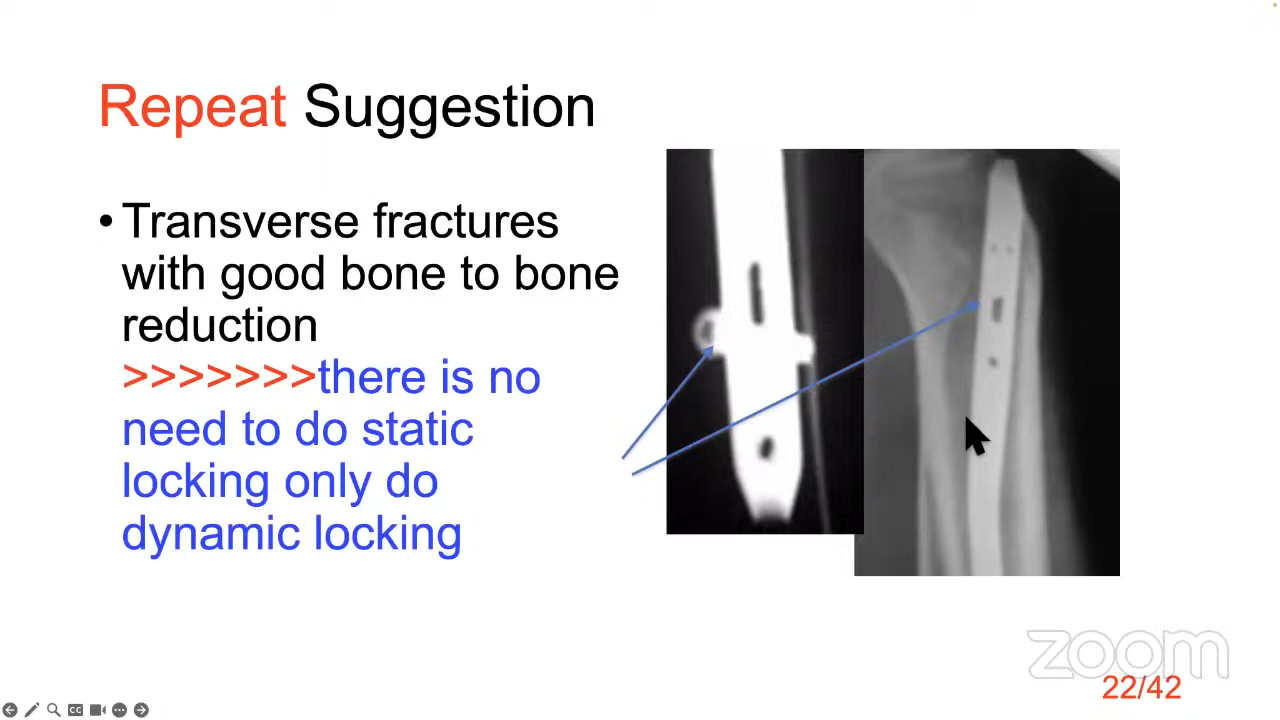 Repeat Suggestion
• Transverse fractures
with good bone to bone
reduction
>>>>>>>there is no
need to do static
locking only do
dynamic locking
zoom
22/42
CC